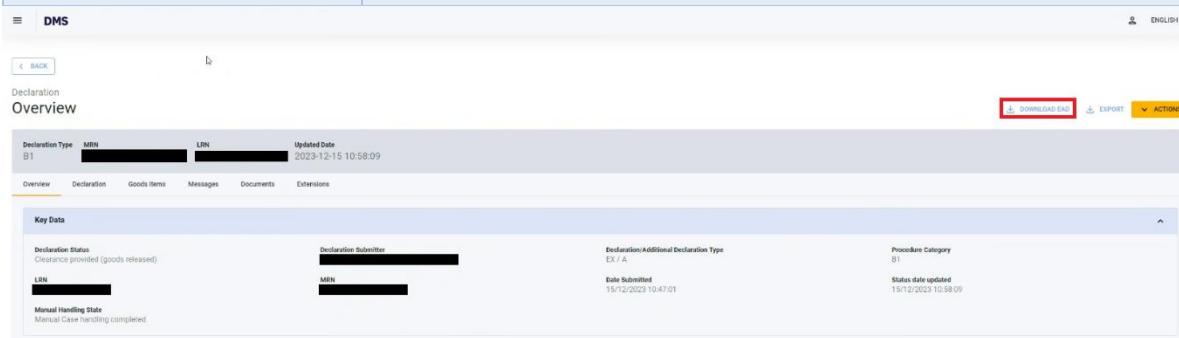 DMS
ENGLISH
BACK
Declaration
Overview
DOWNLOAD EAD EXPORT ACTIONS
Declaration Type MRN LRN Updated Date
B1 2023-12-15 10:58:09
Overview Declaration Goods Items Messages Documents Extensions
Key Data
Declaration Status Declaration Submitter Declaration/Additional Declaration Type Procedure Category
Clearance provided (goods released) EX / A B1
LRN MRN Date Submitted Status date updated
15/12/2023 10:47:01 15/12/2023 10:58:09
Manual Handling State
Manual Case handling completed